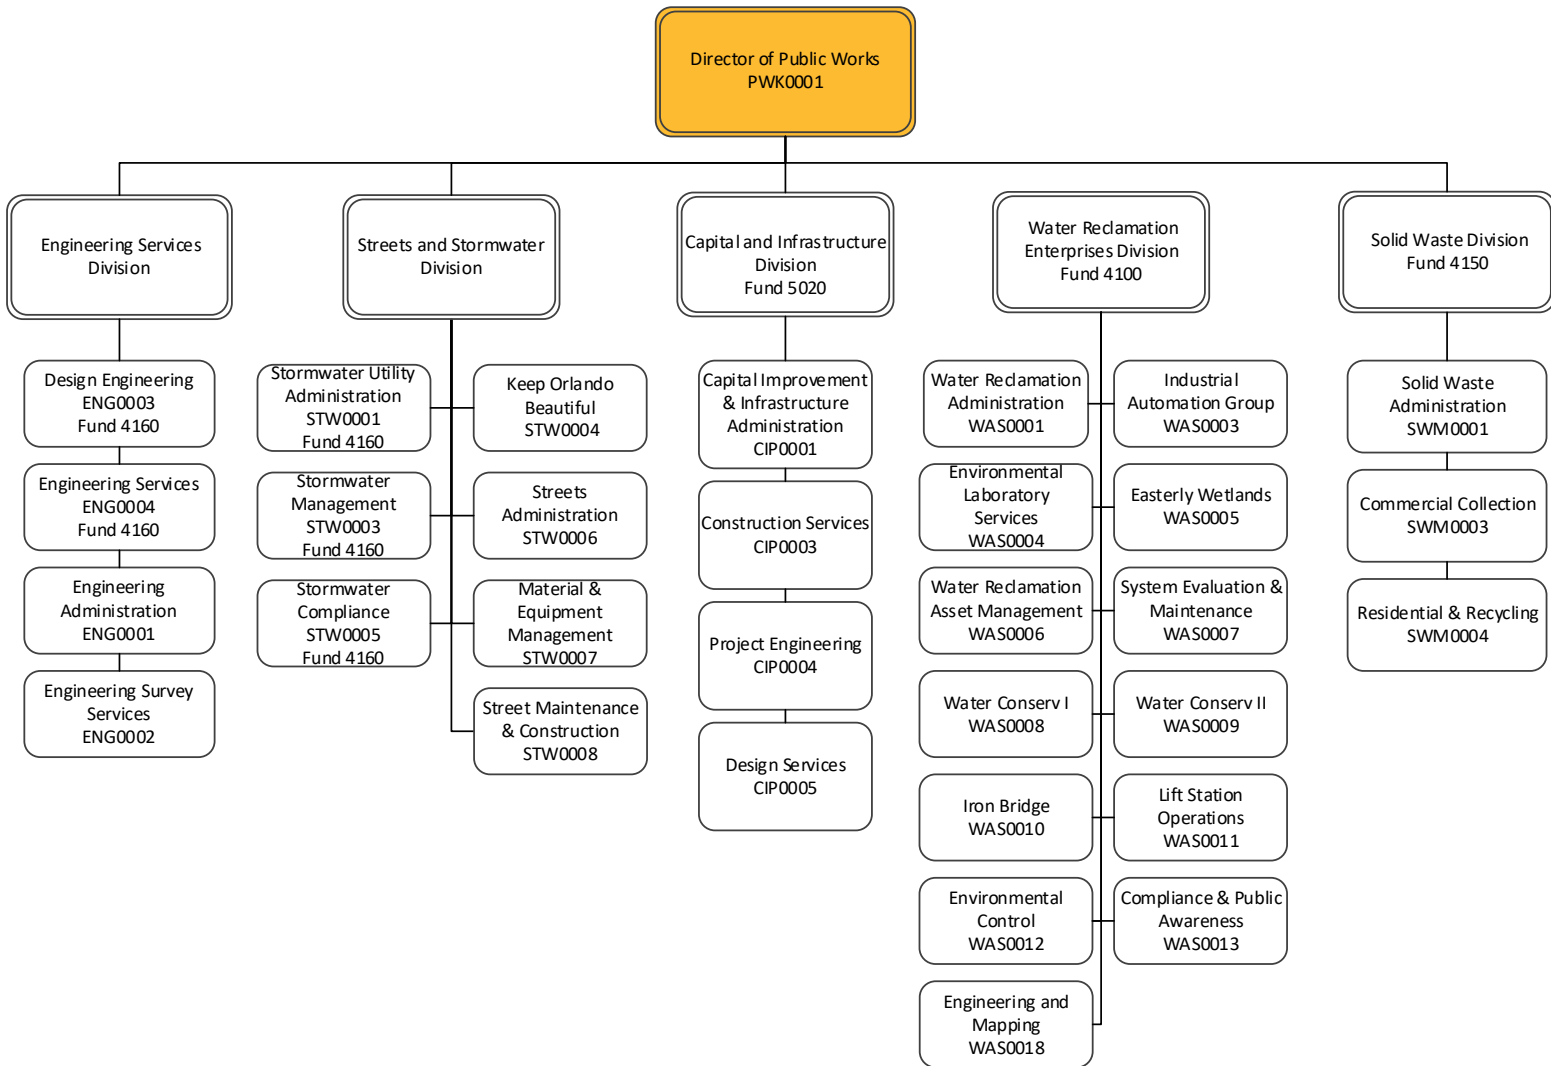 Director of Public Works
PWK0001
Engineering Services
Division
Streets and Stormwater
Division
Capital and Infrastructure
Division
Fund 5020
Water Reclamation
Enterprises Division
Fund 4100
Solid Waste Division
Fund 4150
Design Engineering
ENG0003
Fund 4160
Engineering Services
ENG0004
Fund 4160
Engineering
Administration
ENG0001
Engineering Survey
Services
ENG0002
Stormwater Utility
Administration
STW0001
Fund 4160
Keep Orlando
Beautiful
STW0004
Stormwater
Management
STW0003
Fund 4160
Streets
Administration
STW0006
Stormwater
Compliance
STW0005
Fund 4160
Material &
Equipment
Management
STW0007
Street Maintenance
& Construction
STW0008
Capital Improvement
& Infrastructure
Administration
CIP0001
Construction Services
CIP0003
Project Engineering
CIP0004
Design Services
CIP0005
Water Reclamation
Administration
WAS0001
Industrial
Automation Group
WAS0003
Environmental
Laboratory
Services
WAS0004
Easterly Wetlands
WAS0005
Water Reclamation
Asset Management
WAS0006
System Evaluation &
Maintenance
WAS0007
Water Conserv I
WAS0008
Water Conserv II
WAS0009
Iron Bridge
WAS0010
Lift Station
Operations
WAS0011
Environmental
Control
WAS0012
Compliance & Public
Awareness
WAS0013
Engineering and
Mapping
WAS0018
Solid Waste
Administration
SWM0001
Commercial Collection
SWM0003
Residential & Recycling
SWM0004